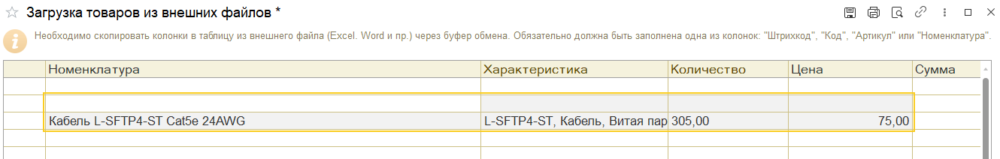 Загрузка товаров из внешних файлов *
Необходимо скопировать колонки в таблицу из внешнего файла (Excel. Word и пр.) через буфер обмена. Обязательно должна быть заполнена одна из колонок: "Штрихкод", "Код", "Артикул" или "Номенклатура".
Номенклатура Характеристика Количество Цена Сумма
Кабель L-SFTP4-ST Cat5e 24AWG L-SFTP4-ST, Кабель, Витая пар 305,00 75,00